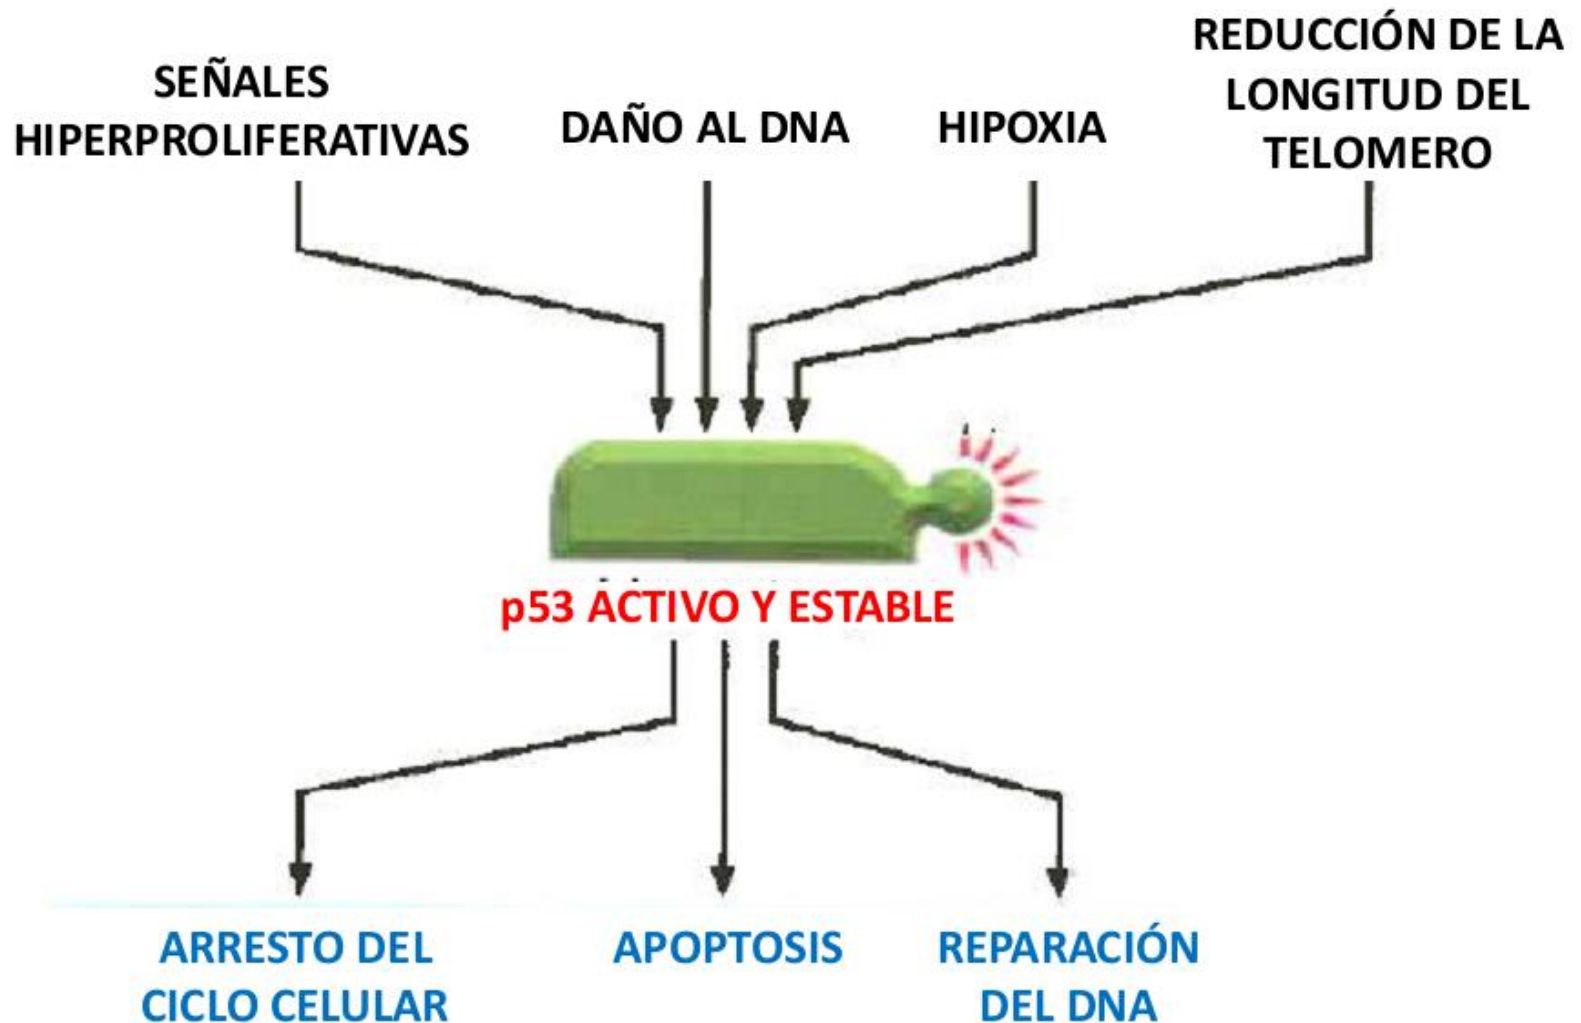 SEÑALES
HIPERPROLIFERATIVAS
DAÑO AL DNA
HIPOXIA
REDUCCIÓN DE LA
LONGITUD DEL
TELOMERO
p53 ACTIVO Y ESTABLE
ARRESTO DEL
CICLO CELULAR
APOPTOSIS
REPARACIÓN
DEL DNA